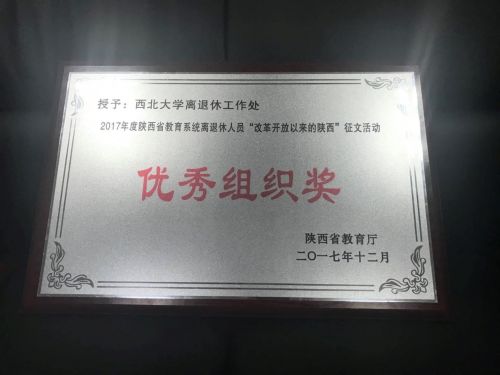 授予：西北大学离退休工作处
2017年度陕西省教育系统离退休人员“改革开放以来的陕西”征文活动
优秀组织奖
陕西省教育厅
二〇一七年十二月